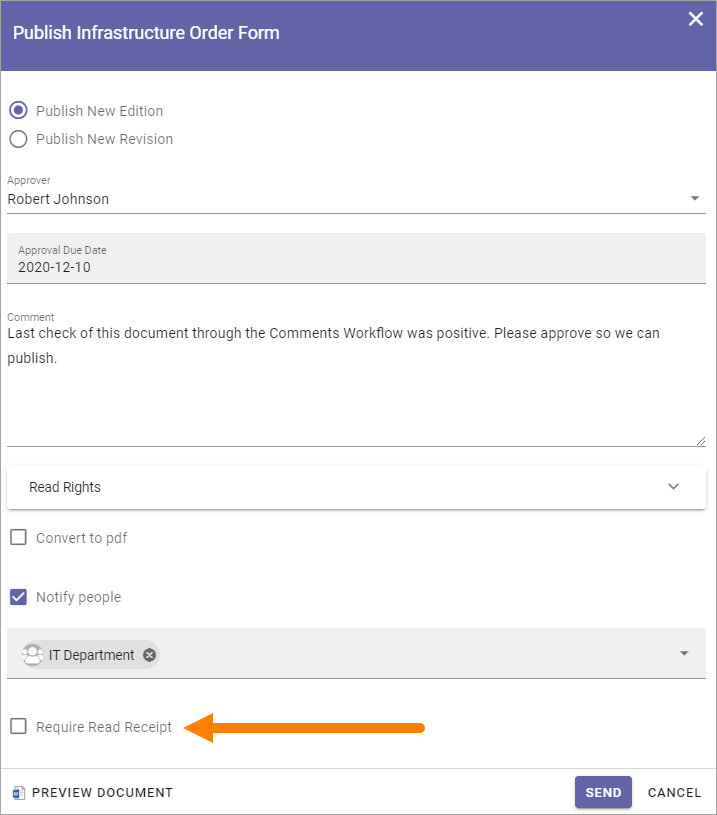 Publish Infrastructure Order Form
Publish New Edition
Publish New Revision
Approver
Robert Johnson
Approval Due Date
2020-12-10
Comment
Last check of this document through the Comments Workflow was positive. Please approve so we can
publish.
Read Rights
Convert to pdf
Notify people
IT Department
Require Read Receipt
PREVIEW DOCUMENT SEND CANCEL